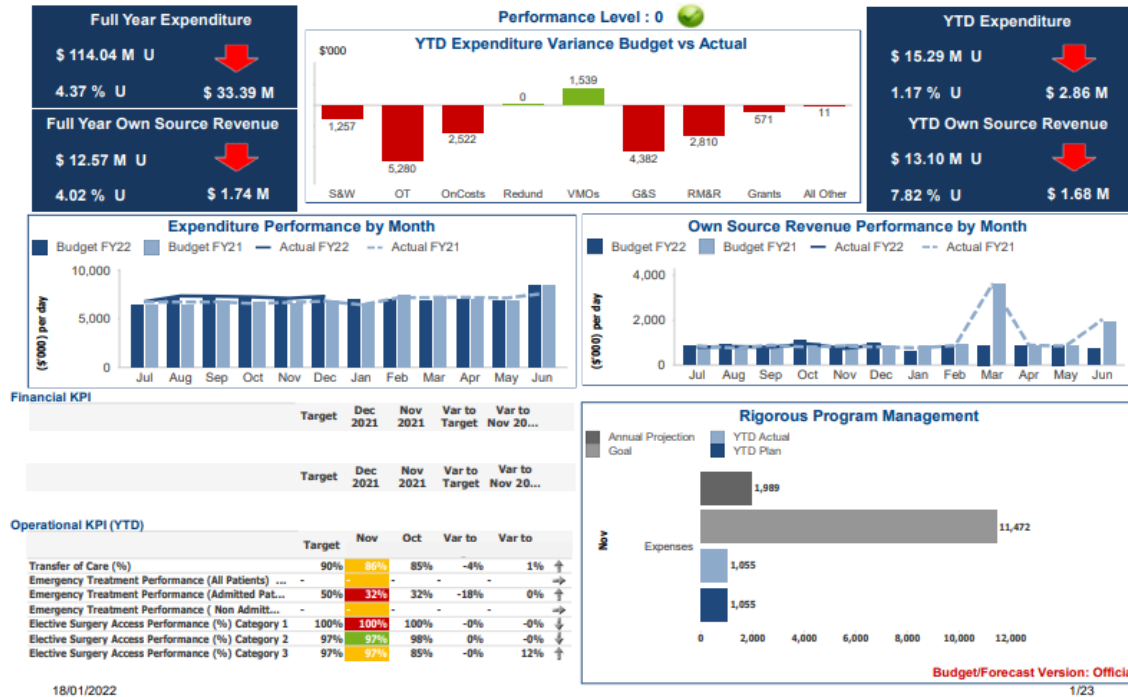 Performance Level : 0
Full Year Expenditure
$ 114.04 M U
4.37 % U
$ 33.39 M
Full Year Own Source Revenue
$ 12.57 M U
4.02 % U
$ 1.74 M
YTD Expenditure Variance Budget vs Actual
$'000
1,257
5,280
2,522
0
1,539
4,382
2,810
571
11
S&W OT OnCosts Redund VMOs G&S RM&R Grants All Other
YTD Expenditure
$ 15.29 M U
1.17 % U
$ 2.86 M
YTD Own Source Revenue
$ 13.10 M U
7.82 % U
$ 1.68 M
Expenditure Performance by Month
Budget FY22 Budget FY21 Actual FY22 Actual FY21
($'000) per day
10,000
5,000
0
Jul Aug Sep Oct Nov Dec Jan Feb Mar Apr May Jun
Own Source Revenue Performance by Month
Budget FY22 Budget FY21 Actual FY22 Actual FY21
($'000) per day
4,000
2,000
0
Jul Aug Sep Oct Nov Dec Jan Feb Mar Apr May Jun
Financial KPI
Target Dec 2021 Nov 2021 Var to Target Var to Nov 20...
Target Dec 2021 Nov 2021 Var to Target Var to Nov 20...
Operational KPI (YTD)
Target Nov Oct Var to Var to
Transfer of Care (%) 90% 86% 85% -4% 1%
Emergency Treatment Performance (All Patients) ... - - - - -
Emergency Treatment Performance (Admitted Pat... 50% 32% 32% -18% 0%
Emergency Treatment Performance ( Non Admitt... - - - - -
Elective Surgery Access Performance (%) Category 1 100% 100% 100% -0% -0%
Elective Surgery Access Performance (%) Category 2 97% 97% 98% 0% -0%
Elective Surgery Access Performance (%) Category 3 97% 97% 85% -0% 12%
Rigorous Program Management
Annual Projection YTD Actual
Goal YTD Plan
Nov
Expenses
1,989
11,472
1,055
1,055
0 2,000 4,000 6,000 8,000 10,000 12,000
Budget/Forecast Version: Officia
18/01/2022
1/23